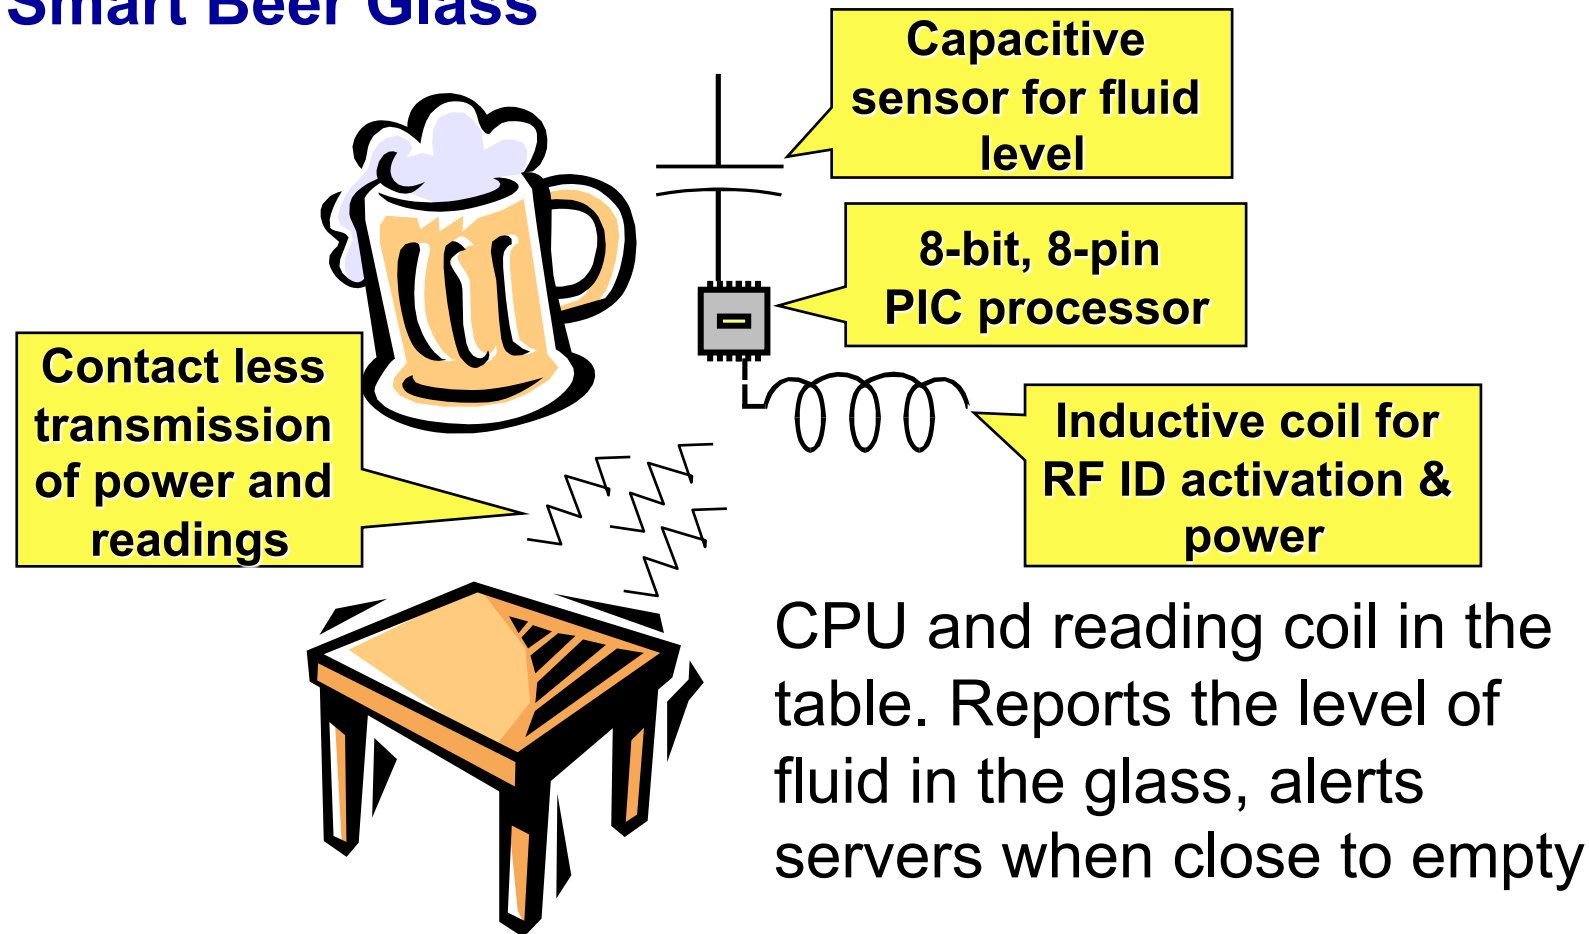 Smart Beer Glass
Capacitive
sensor for fluid
level
8-bit, 8-pin
PIC processor
Contact less
transmission
of power and
readings
Inductive coil for
RF ID activation &
power
CPU and reading coil in the
table. Reports the level of
fluid in the glass, alerts
servers when close to empty